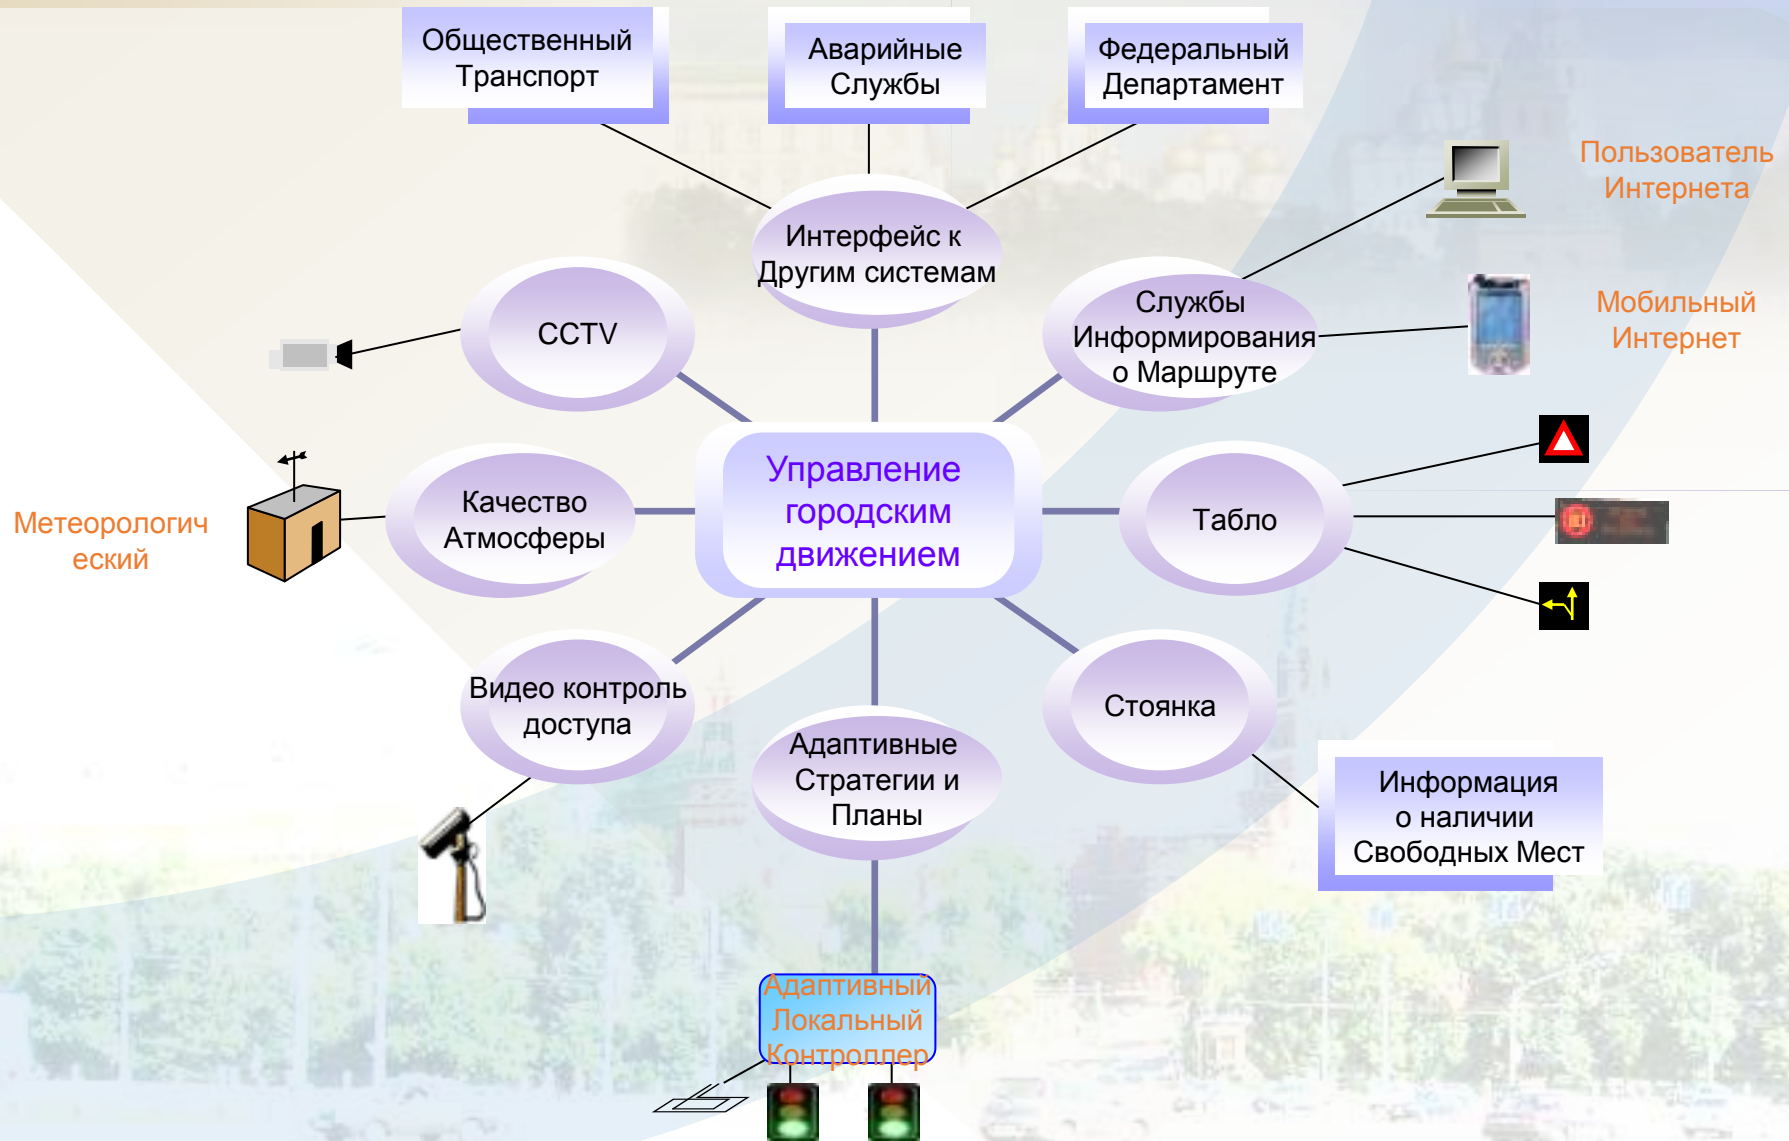 Общественный
Транспорт
Аварийные
Службы
Федеральный
Департамент
Пользователь
Интернета
Интерфейс к
Другим системам
Службы
Информирования
о Маршруте
Мобильный
Интернет
CCTV
Управление
городским
движением
Качество
Атмосферы
Метеорологич
еский
Табло
Видео контроль
доступа
Стоянка
Адаптивные
Стратегии и
Планы
Информация
о наличии
Свободных Мест
Адаптивный
Локальный
Контроллер